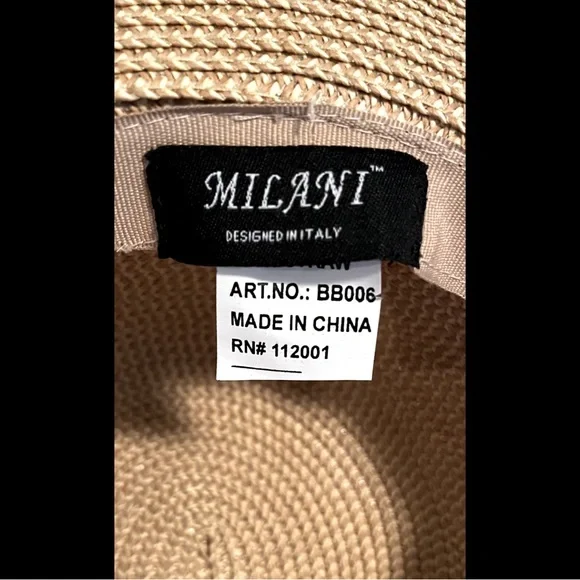 MILANI™
DESIGNED IN ITALY
ART.NO.: BB006
MADE IN CHINA
RN# 112001